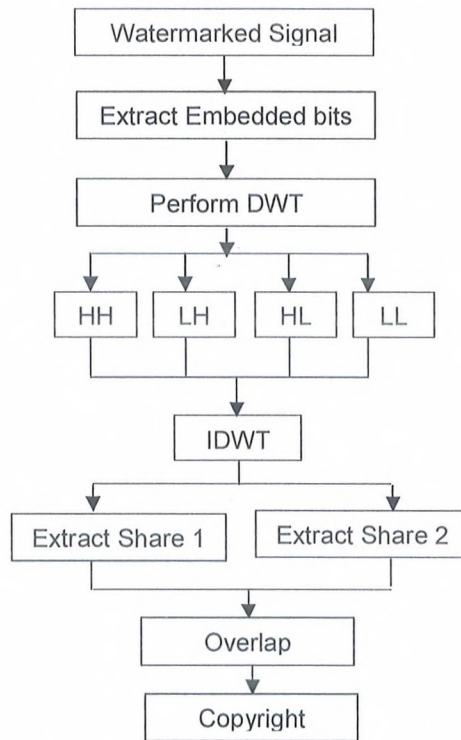 Watermarked Signal
Extract Embedded bits
Perform DWT
HH LH HL LL
IDWT
Extract Share 1 Extract Share 2
Overlap
Copyright